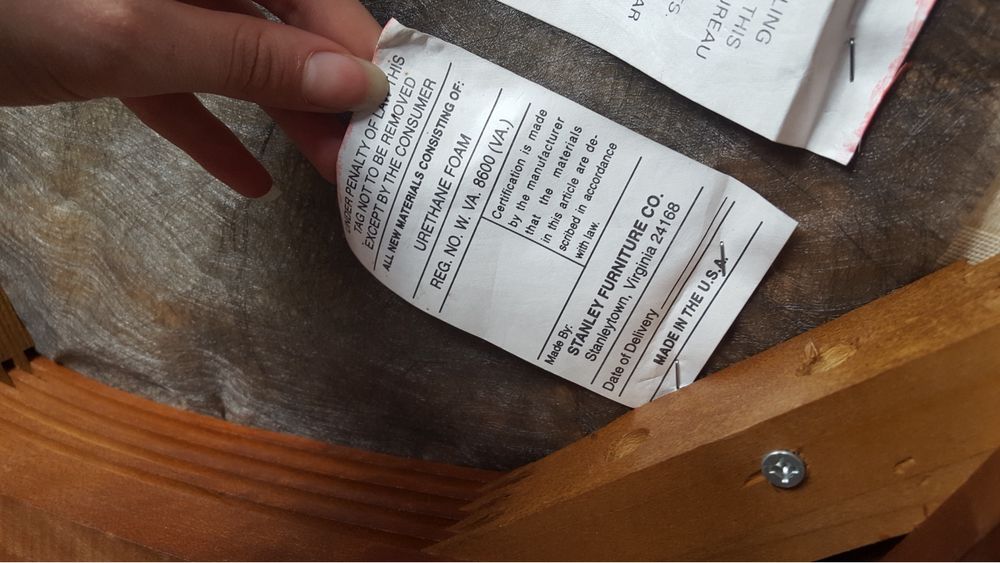 UNDER PENALTY OF LAW THIS
TAG NOT TO BE REMOVED
EXCEPT BY THE CONSUMER
ALL NEW MATERIALS CONSISTING OF:
URETHANE FOAM
REG. NO. W. VA. 8600 (VA.)
Certification is made
by the manufacturer
that the materials
in this article are de-
scribed in accordance
with law.
Made By:
STANLEY FURNITURE CO.
Stanleytown, Virginia 24168
Date of Delivery
MADE IN THE U.S.A.
LING
THIS
UREAU
S.
AR